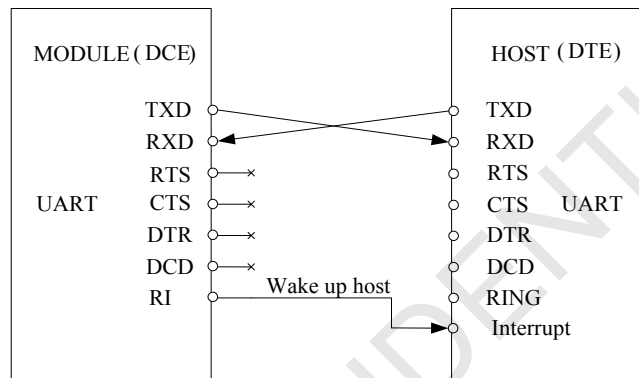 MODULE ( DCE )
HOST ( DTE )
TXD
TXD
RXD
RXD
RTS
RTS
UART
CTS
CTS
UART
DTR
DTR
DCD
DCD
RI
Wake up host
RING
Interrupt